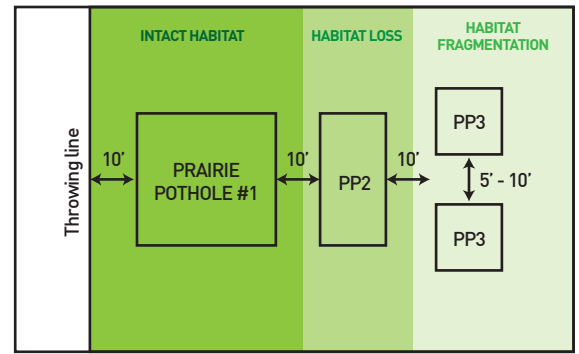 INTACT HABITAT
HABITAT LOSS
HABITAT
FRAGMENTATION
Throwing line
10’
PRAIRIE
POTHOLE #1
10’
PP2
10’
PP3
5’ - 10’
PP3